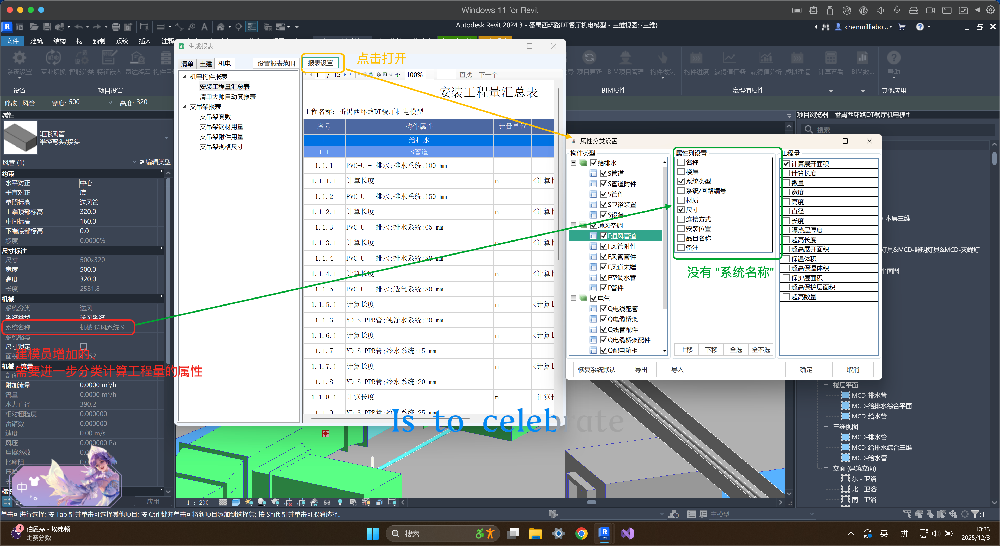 Windows 11 for Revit
Autodesk Revit 2024.3 - 番禺西环路DT餐厅机电模型 - 三维视图: {三维}
chenmilliebo...
文件 建筑 结构 钢 预制 系统 插入 注释
系统设置 专业切换 智能分类 特征嵌入 易达族库 构件目
设置 项目设置
项目更新 BIM项目管理 构件做法 构件进度 赢得值任务 赢得值分析 虚拟建造 计算查看 BIM数... 帮助
BIM属性 赢得值属性 其他应用
修改 | 风管 宽度: 500 高度: 320
属性
矩形风管
半径弯头/接头
风管 (1) 编辑类型
约束
水平对正 中心
垂直对正 底
参照标高 送风管
上端顶部标高 320.0
中间标高 160.0
下端底部标高 0.0
坡度 0.0000%
尺寸标注
尺寸 500x320
宽度 500.0
高度 320.0
长度 2531.8
机械
系统分类 送风
系统类型 送风系统
系统名称 机械 送风系统 9
系统缩写
尺寸锁定
面积 4.152
建模员增加的、
需要进一步分类计算工程量的属性
机械 - 流量
剖面 17
附加流量 0.0000 m³/h
流量 0.0000 m³/h
水力直径 390.2
相对粗糙度 0.000000
雷诺数 0.000000
速度 0.00 m/s
风压 0.000000 Pa
摩擦系数
比摩阻
应用
中
生成报表
清单 土建 机电 设置报表范围 报表设置
点击打开
机电构件报表
安装工程量汇总表
清单大师自动套报表
支吊架报表
支吊架套数
支吊架钢材用量
支吊架附件用量
支吊架规格尺寸
1 / 15 100% 查找 下一个
安装工程量汇总表
工程名称: 番禺西环路DT餐厅机电模型
序号 构件属性 计量单位
1 给排水
1.1 S管道
1.1.1 PVC-U - 排水;排水系统;100 mm
1.1.1.1 计算长度 m <计算长
1.1.2 PVC-U - 排水;排水系统;150 mm
1.1.2.1 计算长度 m <计算长
1.1.3 PVC-U - 排水;排水系统;65 mm
1.1.3.1 计算长度 m <计算长
1.1.4 PVC-U - 排水;排水系统;80 mm
1.1.4.1 计算长度 m <计算长
1.1.5 PVC-U - 排水;透气系统;80 mm
1.1.5.1 计算长度 m <计算长
1.1.6 YD_S PPR管;纯净水系统;20 mm
1.1.6.1 计算长度 m <计算长
1.1.7 YD_S PPR管;冷水系统;15 mm
1.1.7.1 计算长度 m <计算长
1.1.8 YD_S PPR管;冷水系统;20 mm
1.1.8.1 计算长度 m <计算长
1.1.9 YD_S PPR管;冷水系统;25 mm
Is to celebrate
属性分类设置
构件类型
给排水
S管道
S管道附件
S管件
S卫浴装置
S设备
通风空调
F通风管道
F风管附件
F风管管件
F风道末端
F空调水管
F管件
电气
Q电线配管
Q电缆桥架
Q线管配件
Q电缆桥架配件
Q配电箱柜
属性列设置
名称
楼层
系统类型
系统/回路编号
材质
尺寸
连接方式
安装位置
品目名称
备注
没有 "系统名称"
上移 下移 全选 全不选
工程量
计算展开面积
计算长度
数量
宽度
高度
直径
长度
隔热层厚度
超高长度
超高展开面积
保温体积
超高保温体积
保护层面积
超高保护层面积
超高数量
恢复系统默认 导出 导入 确定 取消
项目浏览器 - 番禺西环路DT餐厅机电模型
搜索
-本层三维
灯具&MCD-照明灯具&MCD-灭蝇灯
平面图
楼层平面
MCD-排水管
MCD-给排水综合平面
MCD-给水管
三维视图
MCD-排水管
MCD-给排水综合三维
MCD-给水管
立面 (建筑立面)
东 - 卫浴
北 - 卫浴
南 - 卫浴
1 : 200
单击可进行选择; 按 Tab 键并单击可选择其他项目; 按 Ctrl 键并单击可将新项目添加到选择集; 按 Shift 键并单击可取消选择。
:0 主模型 :1
4 伯恩茅 - 埃弗顿
比赛分数
搜索
英 拼
10:23
2025/12/3